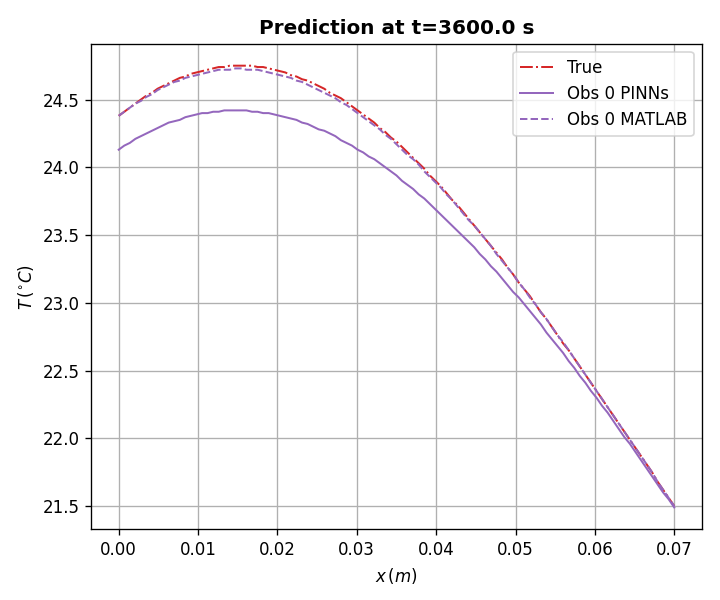 Prediction at t=3600.0 s
True
Obs 0 PINNs
Obs 0 MATLAB
24.5
24.0
23.5
23.0
22.5
22.0
21.5
T (°C)
0.00 0.01 0.02 0.03 0.04 0.05 0.06 0.07
x (m)